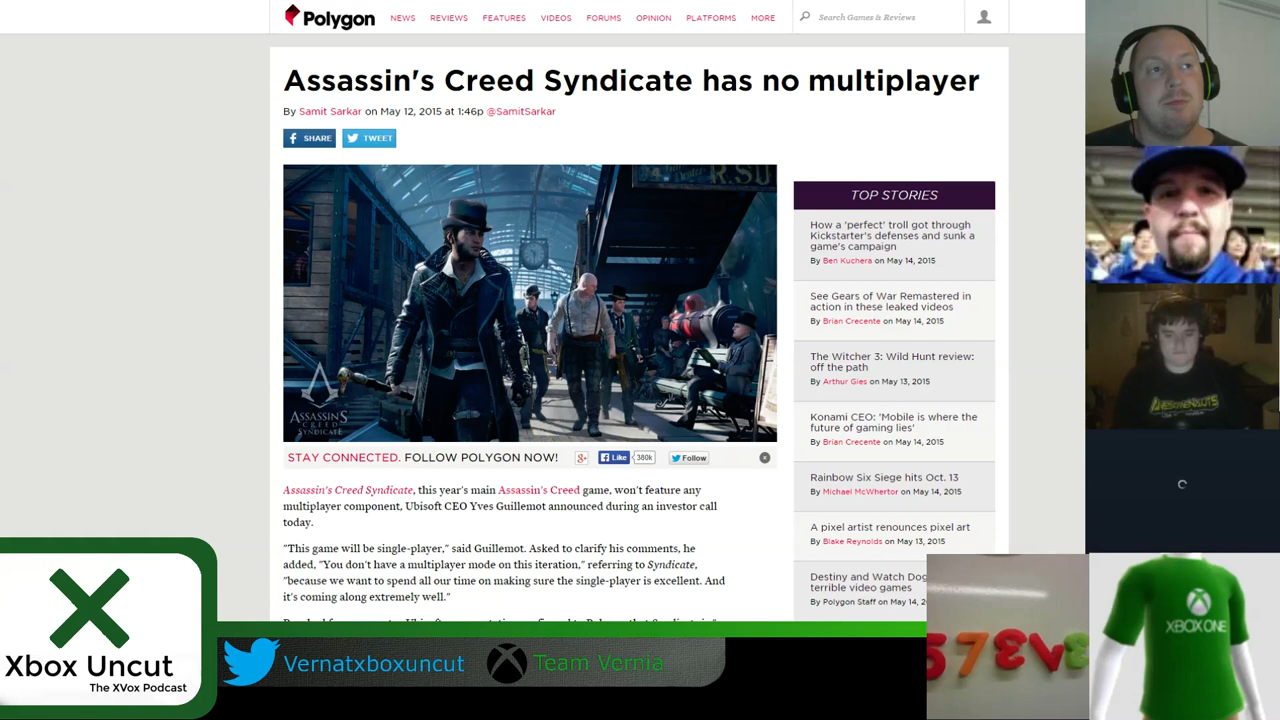 Polygon
NEWS REVIEWS FEATURES VIDEOS FORUMS OPINION PLATFORMS MORE
Search Games & Reviews
Assassin's Creed Syndicate has no multiplayer
By Samit Sarkar on May 12, 2015 at 1:46p @SamitSarkar
SHARE TWEET
ASSASSIN'S
CREED
SYNDICATE
STAY CONNECTED. FOLLOW POLYGON NOW! Like 380k Follow
Assassin's Creed Syndicate, this year's main Assassin's Creed game, won't feature any
multiplayer component, Ubisoft CEO Yves Guillemot announced during an investor call
today.
"This game will be single-player," said Guillemot. Asked to clarify his comments, he
added, "You don't have a multiplayer mode on this iteration," referring to Syndicate,
"because we want to spend all our time on making sure the single-player is excellent. And
it's coming along extremely well."
TOP STORIES
How a 'perfect' troll got through
Kickstarter's defenses and sunk a
game's campaign
By Ben Kuchera on May 14, 2015
See Gears of War Remastered in
action in these leaked videos
By Brian Crecente on May 14, 2015
The Witcher 3: Wild Hunt review:
off the path
By Arthur Gies on May 13, 2015
Konami CEO: 'Mobile is where the
future of gaming lies'
By Brian Crecente on May 14, 2015
Rainbow Six Siege hits Oct. 13
By Michael McWhertor on May 14, 2015
A pixel artist renounces pixel art
By Blake Reynolds on May 13, 2015
Destiny and Watch Dog
terrible video games
By Polygon Staff on May 14,
Xbox Uncut
The XVox Podcast
Vernatxboxuncut
Team Vernia
XBOX ONE